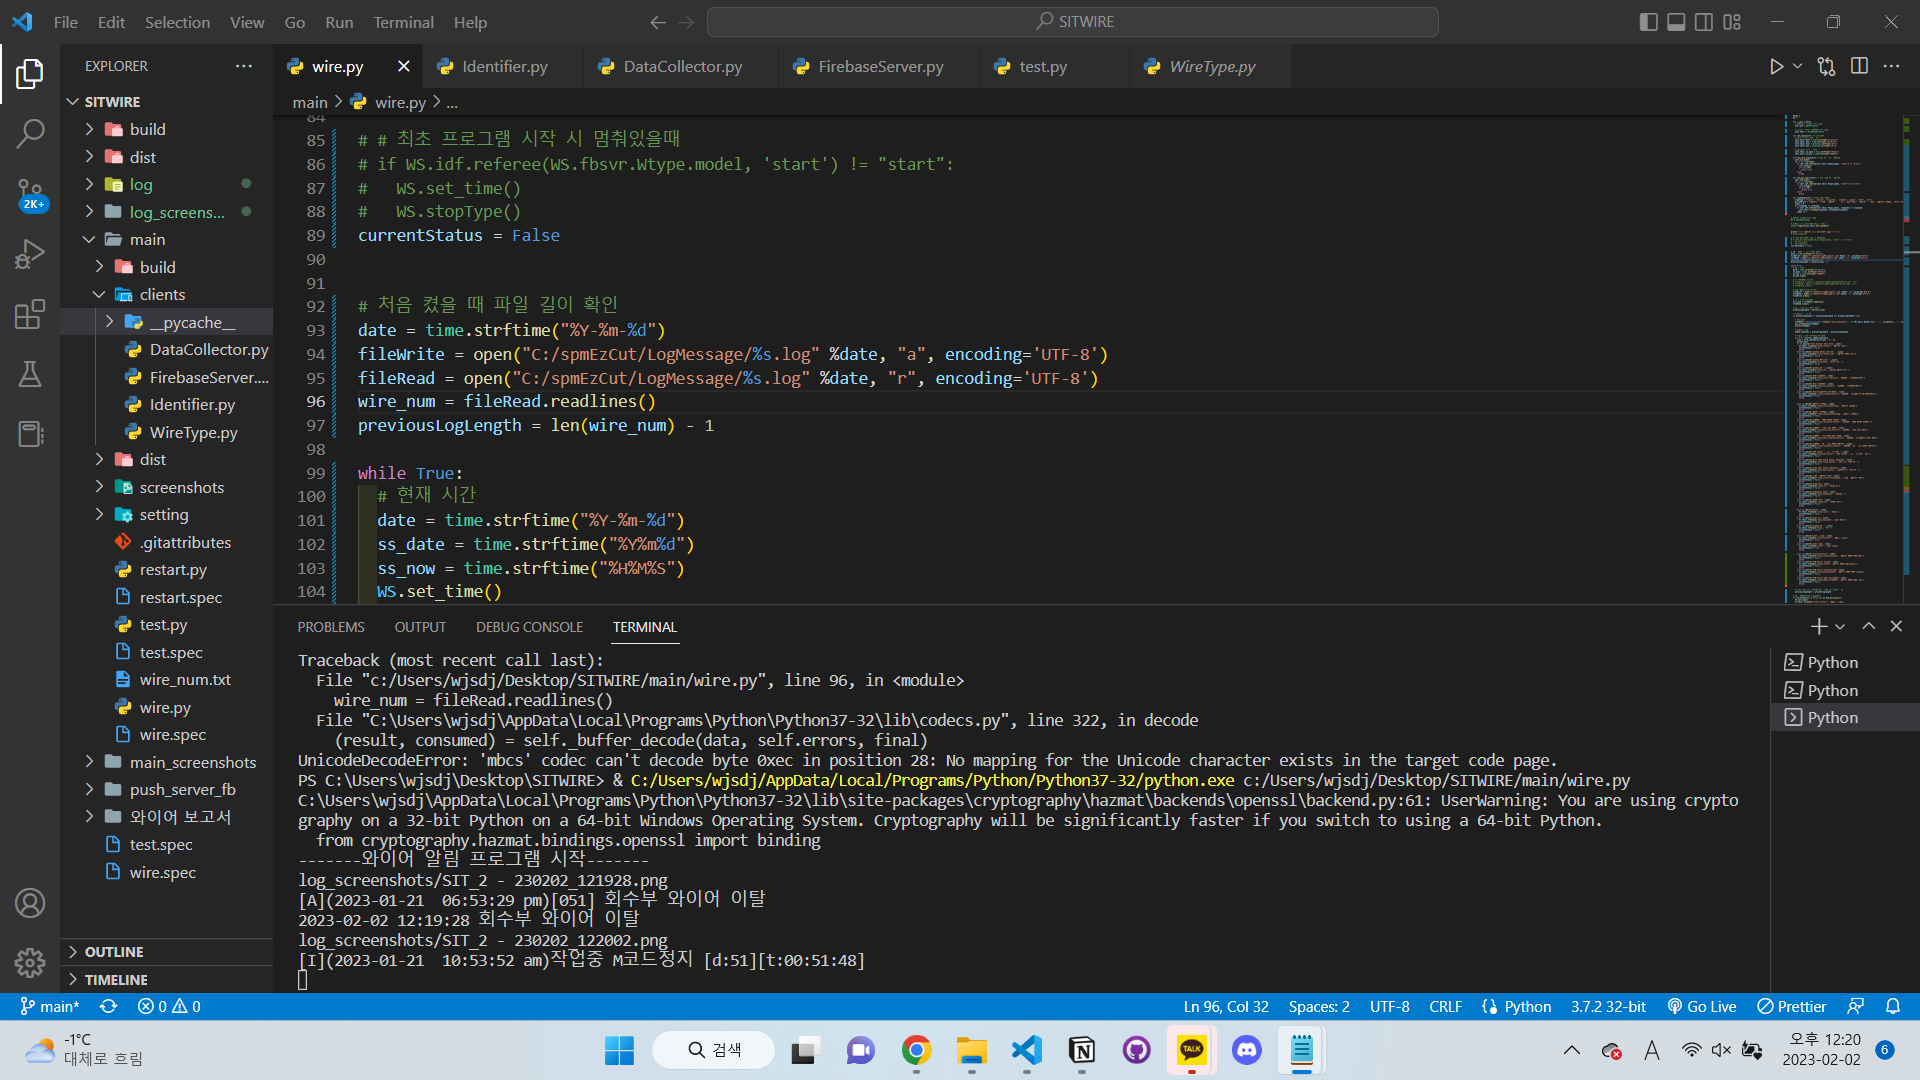 File Edit Selection View Go Run Terminal Help
SITWIRE
EXPLORER
wire.py
Identifier.py
DataCollector.py
FirebaseServer.py
test.py
WireType.py
main > wire.py > ...
SITWIRE
build
dist
log
log_screens...
main
build
clients
__pycache__
DataCollector.py
FirebaseServer....
Identifier.py
WireType.py
dist
screenshots
setting
.gitattributes
restart.py
restart.spec
test.py
test.spec
wire_num.txt
wire.py
wire.spec
main_screenshots
push_server_fb
와이어 보고서
test.spec
wire.spec
OUTLINE
TIMELINE
2K+
84
85 # # 최초 프로그램 시작 시 멈춰있을때
86 # if WS.idf.referee(WS.fbsvr.Wtype.model, 'start') != "start":
87 #   WS.set_time()
88 #   WS.stopType()
89 currentStatus = False
90
91
92 # 처음 켰을 때 파일 길이 확인
93 date = time.strftime("%Y-%m-%d")
94 fileWrite = open("C:/spmEzCut/LogMessage/%s.log" %date, "a", encoding='UTF-8')
95 fileRead = open("C:/spmEzCut/LogMessage/%s.log" %date, "r", encoding='UTF-8')
96 wire_num = fileRead.readlines()
97 previousLogLength = len(wire_num) - 1
98
99 while True:
100   # 현재 시간
101   date = time.strftime("%Y-%m-%d")
102   ss_date = time.strftime("%Y%m%d")
103   ss_now = time.strftime("%H%M%S")
104   WS.set_time()
PROBLEMS OUTPUT DEBUG CONSOLE TERMINAL
Traceback (most recent call last):
  File "c:/Users/wjsdj/Desktop/SITWIRE/main/wire.py", line 96, in <module>
    wire_num = fileRead.readlines()
  File "C:\Users\wjsdj\AppData\Local\Programs\Python\Python37-32\lib\codecs.py", line 322, in decode
    (result, consumed) = self._buffer_decode(data, self.errors, final)
UnicodeDecodeError: 'mbcs' codec can't decode byte 0xec in position 28: No mapping for the Unicode character exists in the target code page.
PS C:\Users\wjsdj\Desktop\SITWIRE> & C:/Users/wjsdj/AppData/Local/Programs/Python/Python37-32/python.exe c:/Users/wjsdj/Desktop/SITWIRE/main/wire.py
C:\Users\wjsdj\AppData\Local\Programs\Python\Python37-32\lib\site-packages\cryptography\hazmat\backends\openssl\backend.py:61: UserWarning: You are using crypto
graphy on a 32-bit Python on a 64-bit Windows Operating System. Cryptography will be significantly faster if you switch to using a 64-bit Python.
  from cryptography.hazmat.bindings.openssl import binding
-------와이어 알림 프로그램 시작-------
log_screenshots/SIT_2 - 230202_121928.png
[A](2023-01-21  06:53:29 pm)[051] 회수부 와이어 이탈
2023-02-02 12:19:28 회수부 와이어 이탈
log_screenshots/SIT_2 - 230202_122002.png
[I](2023-01-21  10:53:52 am)작업중 M코드정지 [d:51][t:00:51:48]
Python
Python
Python
main* 0 0
Ln 96, Col 32 Spaces: 2 UTF-8 CRLF Python 3.7.2 32-bit Go Live Prettier
-1°C
대체로 흐림
검색
TALK
A
오후 12:20
2023-02-02
6